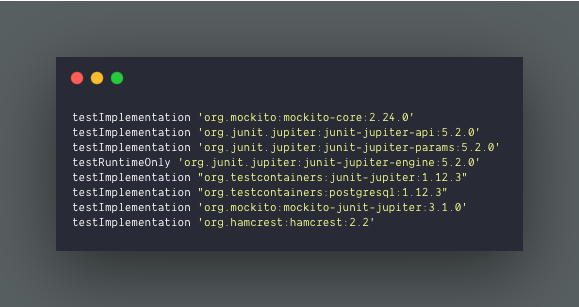 testImplementation 'org.mockito:mockito-core:2.24.0'
testImplementation 'org.junit.jupiter:junit-jupiter-api:5.2.0'
testImplementation 'org.junit.jupiter:junit-jupiter-params:5.2.0'
testRuntimeOnly 'org.junit.jupiter:junit-jupiter-engine:5.2.0'
testImplementation "org.testcontainers:junit-jupiter:1.12.3"
testImplementation "org.testcontainers:postgresql:1.12.3"
testImplementation 'org.mockito:mockito-junit-jupiter:3.1.0'
testImplementation 'org.hamcrest:hamcrest:2.2'